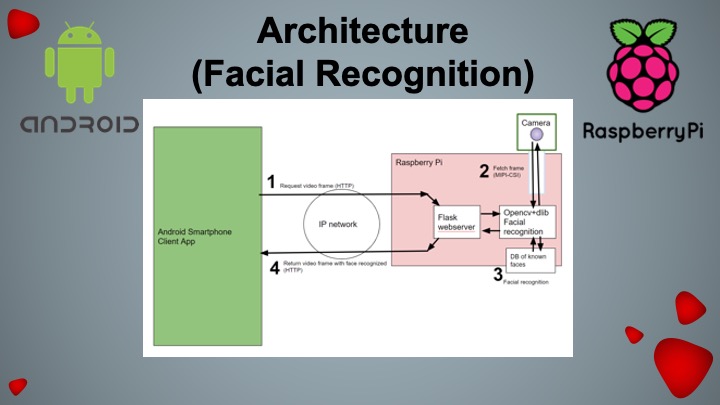 Architecture
(Facial Recognition)
ANDROID
RaspberryPi
Camera
Raspberry Pi
2 Fetch frame
(MIPI-CSI)
1 Request video frame (HTTP)
Android Smartphone
Client App
IP network
Flask
webserver
Opencv+dlib
Facial
recognition
4 Return video frame with face recognized
(HTTP)
DB of known
faces
3 Facial recognition